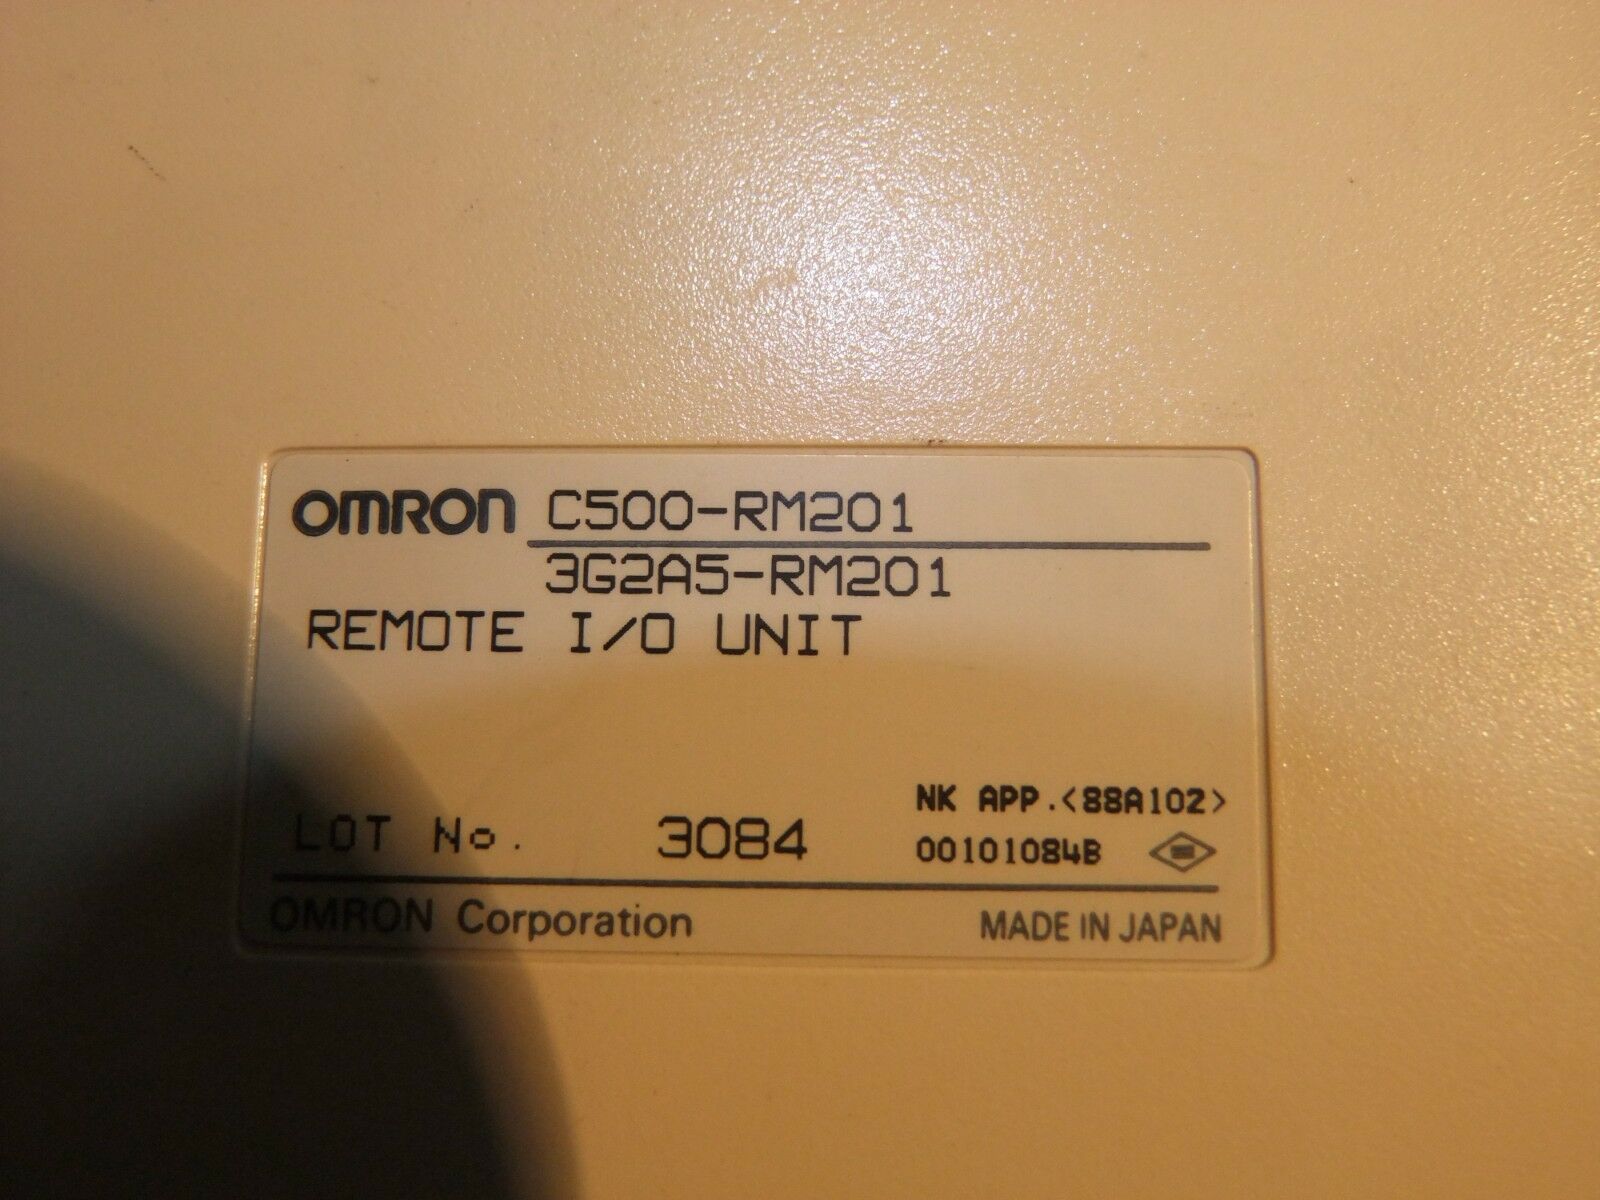 OMRON C500-RM201
3G2A5-RM201
REMOTE I/O UNIT
NK APP.<88A102>
LOT No. 3084 00101084B
OMRON Corporation MADE IN JAPAN